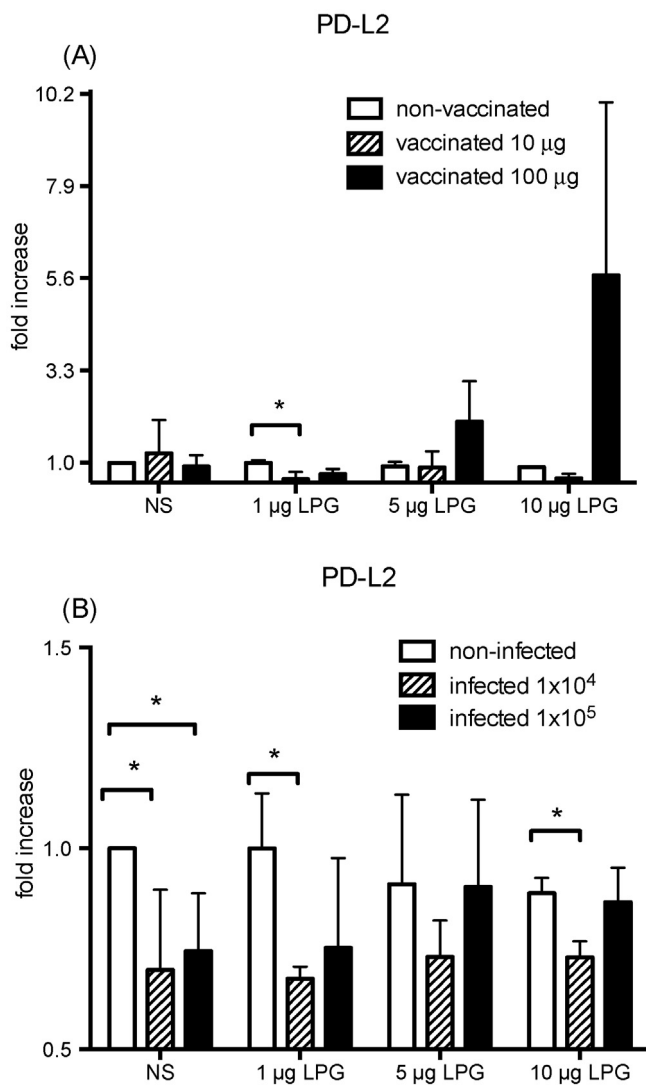 PD-L2
(A)
10.2
7.9
5.6
3.3
1.0
fold increase
non-vaccinated
vaccinated 10 µg
vaccinated 100 µg
*
NS
1 µg LPG
5 µg LPG
10 µg LPG
PD-L2
(B)
1.5
1.0
0.5
fold increase
non-infected
infected 1x10⁴
infected 1x10⁵
*
*
*
*
NS
1 µg LPG
5 µg LPG
10 µg LPG